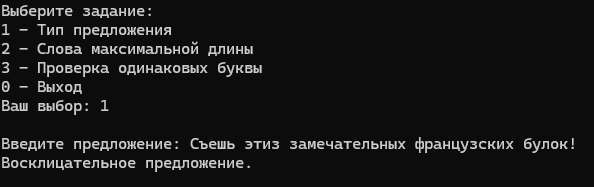 Выберите задание:
1 – Тип предложения
2 – Слова максимальной длины
3 – Проверка одинаковых буквы
0 – Выход
Ваш выбор: 1
Введите предложение: Съешь этиз замечательных французских булок!
Восклицательное предложение.